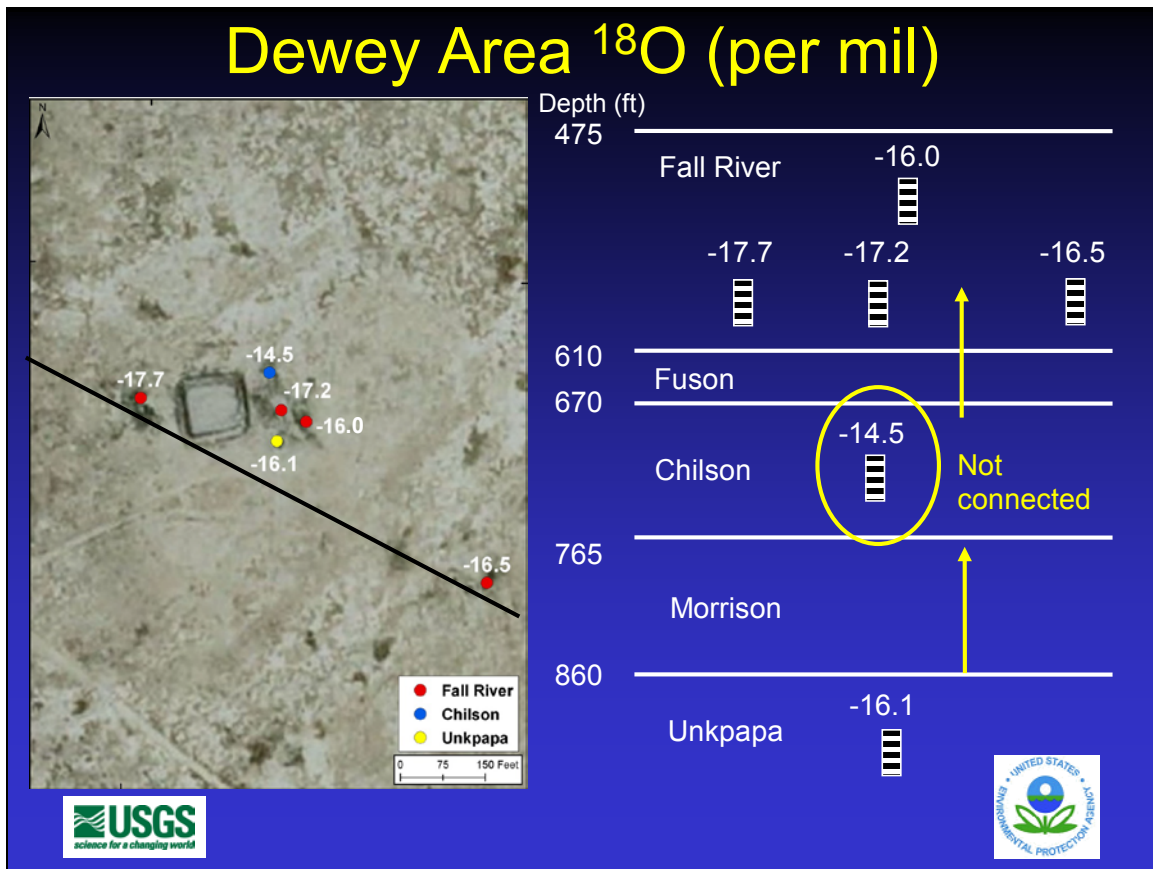 Dewey Area ¹⁸O (per mil)
N
-14.5
-17.7
-17.2
-16.0
-16.1
-16.5
Fall River
Chilson
Unkpapa
0 75 150 Feet
Depth (ft)
475
Fall River
-16.0
-17.7 -17.2 -16.5
610
Fuson
670
-14.5
Chilson
Not
connected
765
Morrison
860
-16.1
Unkpapa
USGS
science for a changing world
UNITED STATES
ENVIRONMENTAL PROTECTION AGENCY